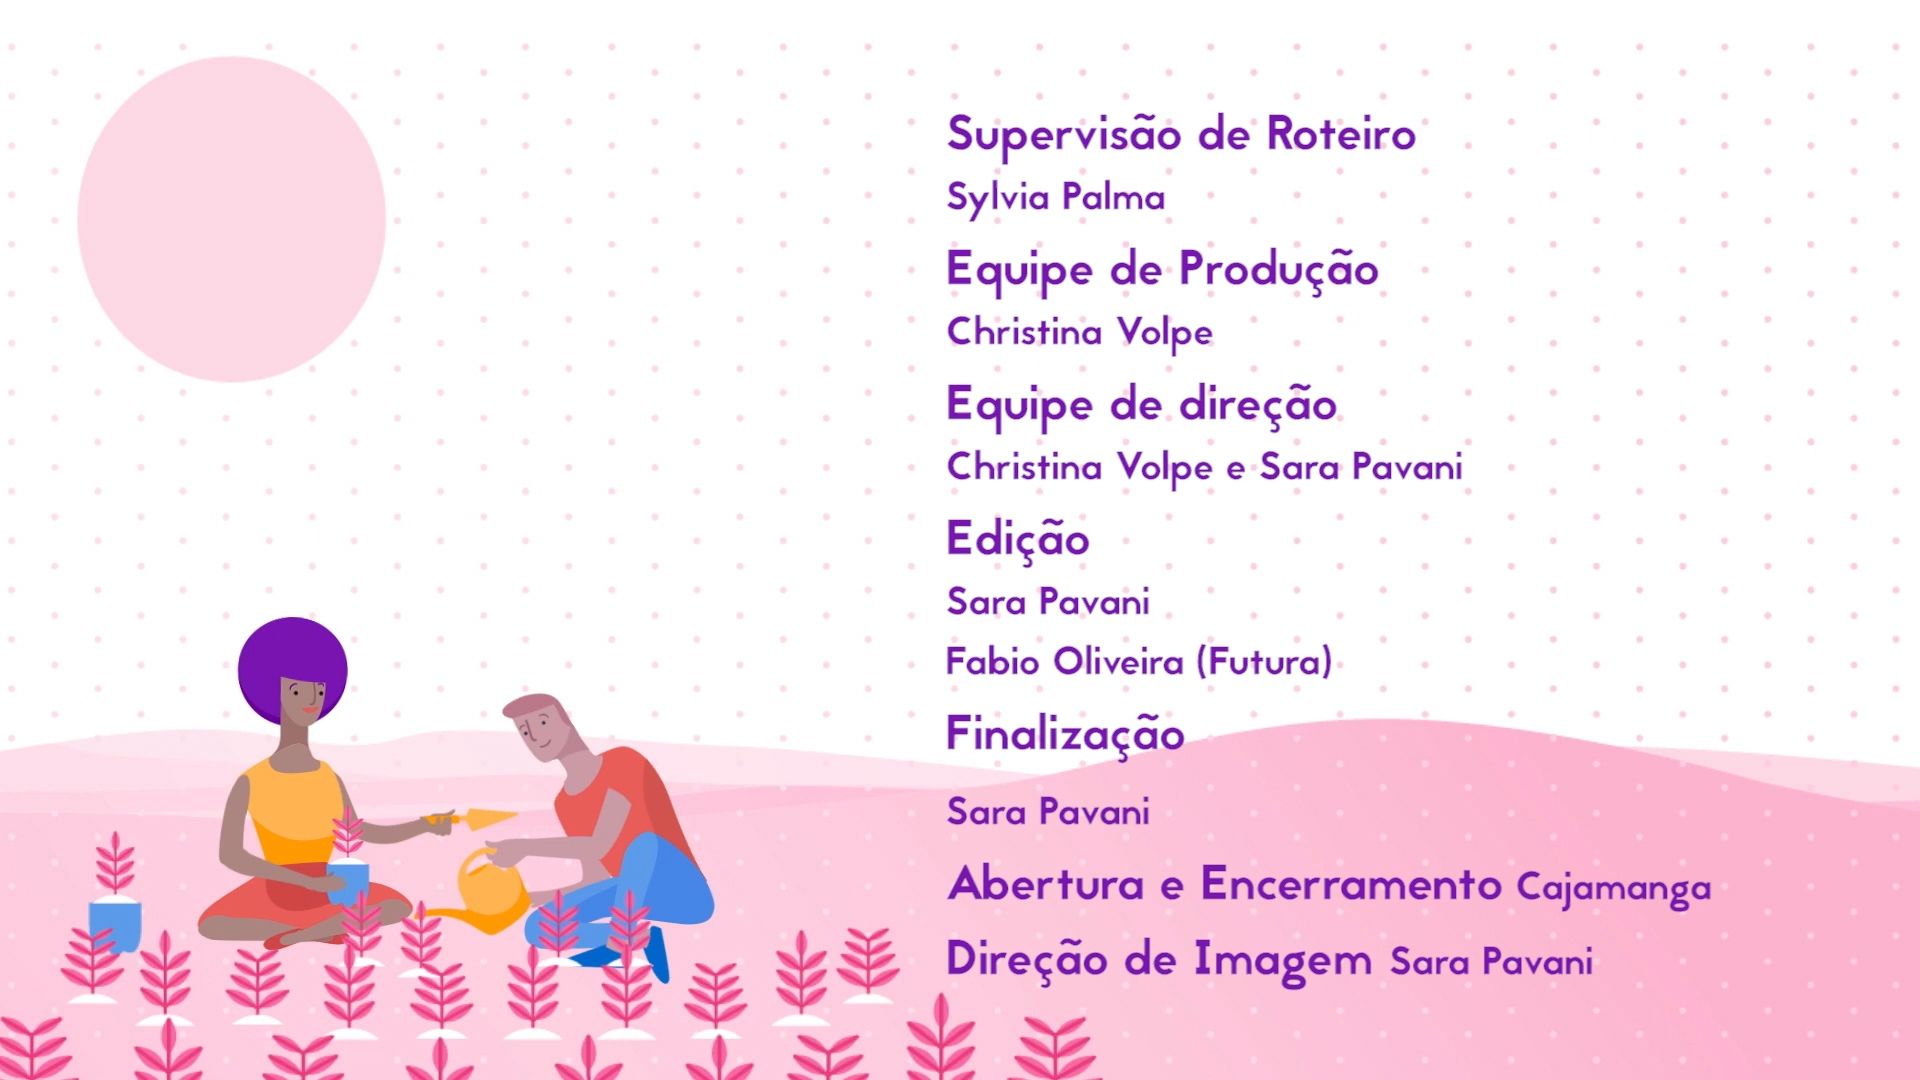 Supervisão de Roteiro
Sylvia Palma
Equipe de Produção
Christina Volpe
Equipe de direção
Christina Volpe e Sara Pavani
Edição
Sara Pavani
Fabio Oliveira (Futura)
Finalização
Sara Pavani
Abertura e Encerramento Cajamanga
Direção de Imagem Sara Pavani